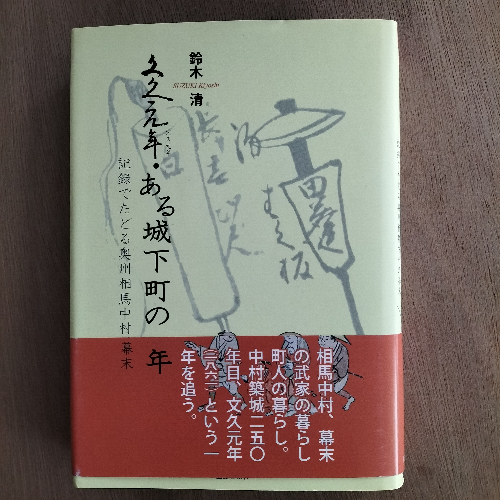 鈴木 清
SUZUKI Kiyoshi
文久元年・ある城下町の一年
記録でたどる奥州相馬中村 幕末
相馬中村、幕末
の武家の暮らし
町人の暮らし。
中村築城二五〇
年目、文久元年
(一八六一)という一
年を追う。